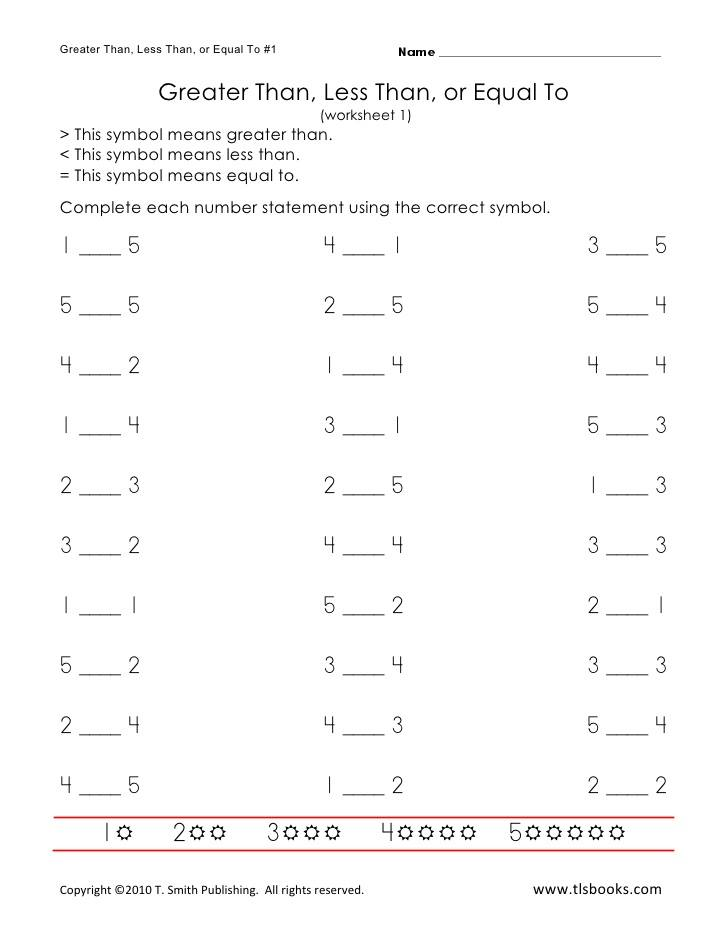 Greater Than, Less Than, or Equal To #1 Name ______________________________
Greater Than, Less Than, or Equal To
(worksheet 1)
> This symbol means greater than.
< This symbol means less than.
= This symbol means equal to.
Complete each number statement using the correct symbol.
1 ____ 5 4 ____ 1 3 ____ 5
5 ____ 5 2 ____ 5 5 ____ 4
4 ____ 2 1 ____ 4 4 ____ 4
1 ____ 4 3 ____ 1 5 ____ 3
2 ____ 3 2 ____ 5 1 ____ 3
3 ____ 2 4 ____ 4 3 ____ 3
1 ____ 1 5 ____ 2 2 ____ 1
5 ____ 2 3 ____ 4 3 ____ 3
2 ____ 4 4 ____ 3 5 ____ 4
4 ____ 5 1 ____ 2 2 ____ 2
1 2 3 4 5
Copyright ©2010 T. Smith Publishing. All rights reserved. www.tlsbooks.com